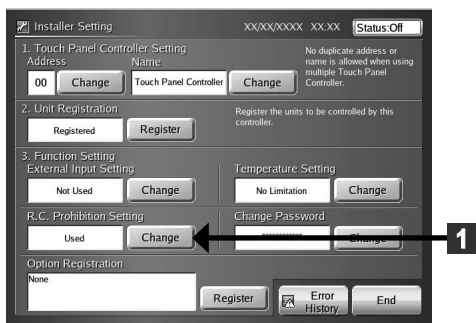 Installer Setting XX/XX/XXXX XX:XX Status:Off
1. Touch Panel Controller Setting
Address Name
00 Change Touch Panel Controller Change
No duplicate address or
name is allowed when using
multiple Touch Panel
Controller.
2. Unit Registration
Registered Register
Register the units to be controlled by this
controller.
3. Function Setting
External Input Setting Temperature Setting
Not Used Change No Limitation Change
R.C. Prohibition Setting Change Password
Used Change ************ Change
1
Option Registration
None
Register Error
History End